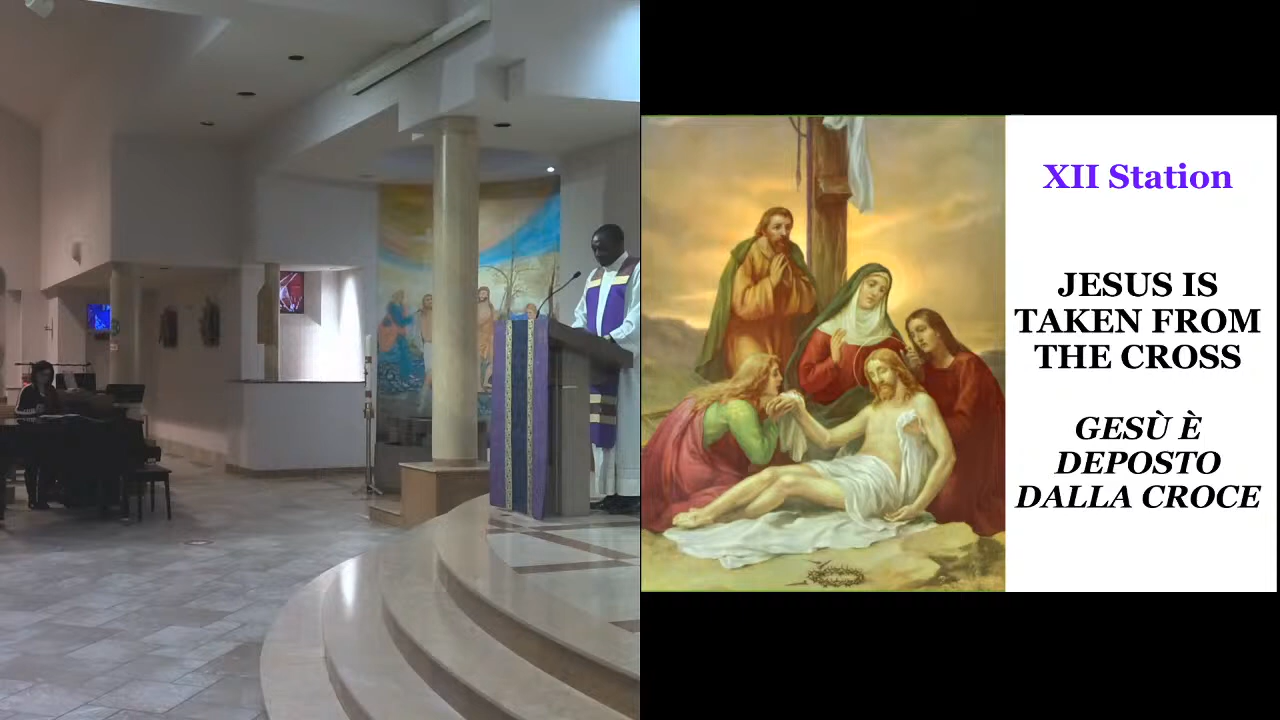 XII Station
JESUS IS
TAKEN FROM
THE CROSS
GESÙ È
DEPOSTO
DALLA CROCE